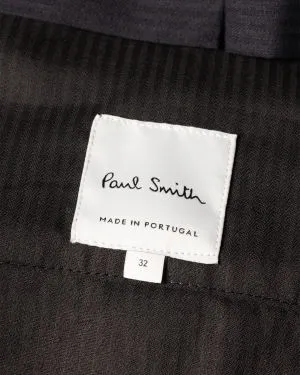 Paul Smith
MADE IN PORTUGAL
32